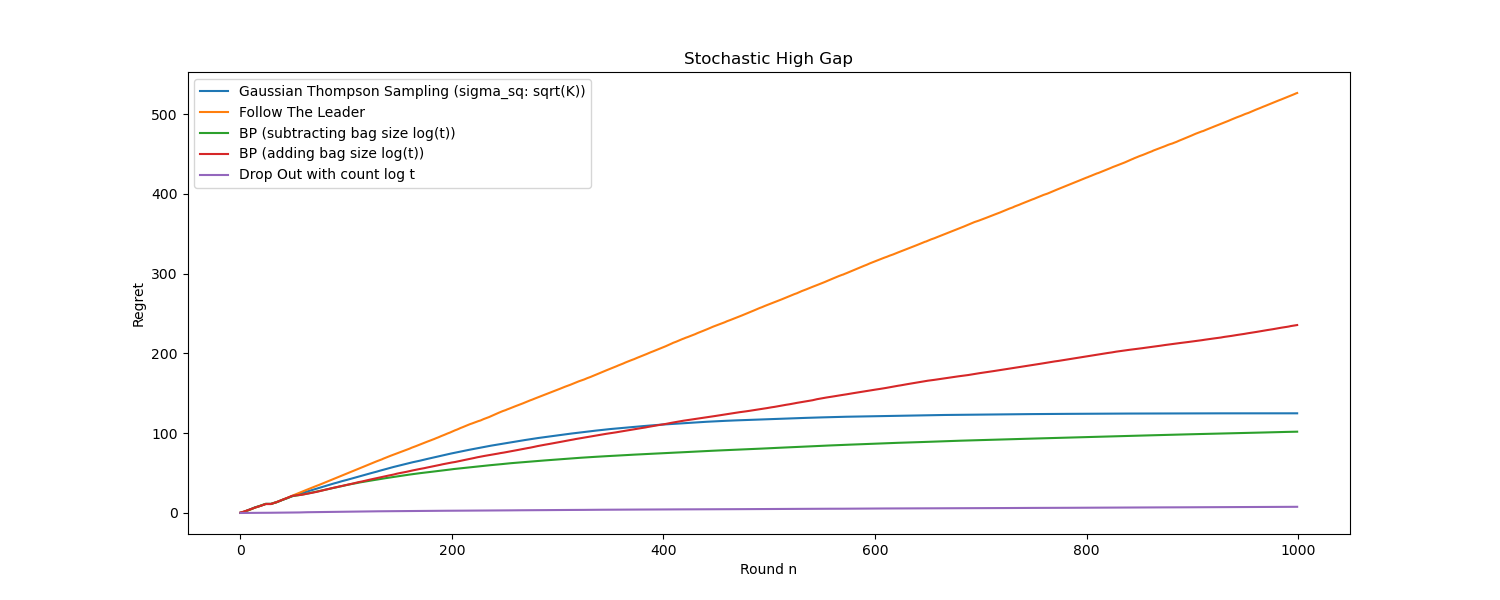 Stochastic High Gap
Gaussian Thompson Sampling (sigma_sq: sqrt(K))
Follow The Leader
BP (subtracting bag size log(t))
BP (adding bag size log(t))
Drop Out with count log t
Regret
500
400
300
200
100
0
0 200 400 600 800 1000
Round n